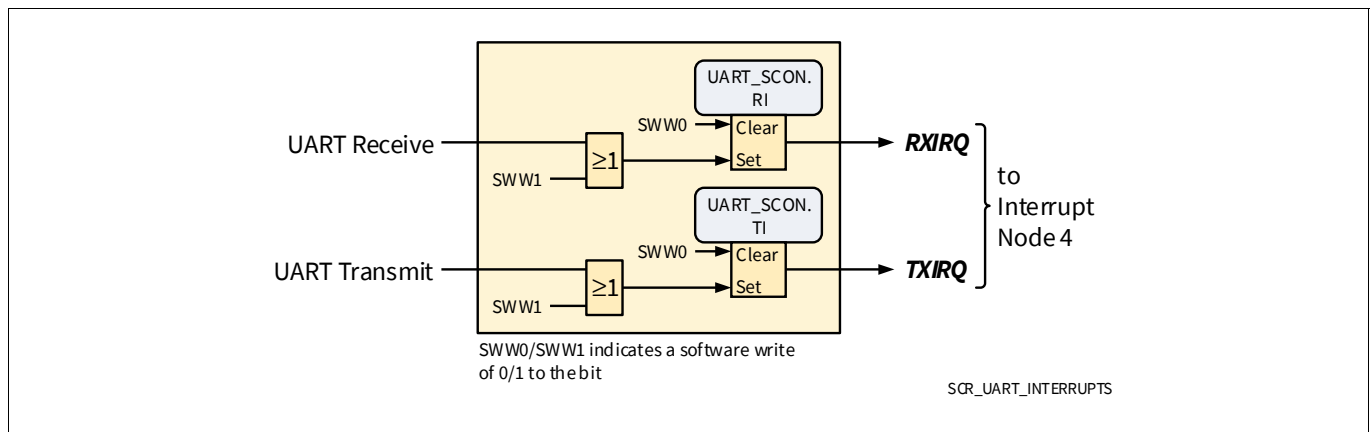 UART_SCON.
RI
SWW0
Clear
UART Receive
≥1
Set
RXIRQ
SWW1
to
Interrupt
Node 4
UART_SCON.
TI
SWW0
Clear
UART Transmit
≥1
Set
TXIRQ
SWW1
SWW0/SWW1 indicates a software write
of 0/1 to the bit
SCR_UART_INTERRUPTS